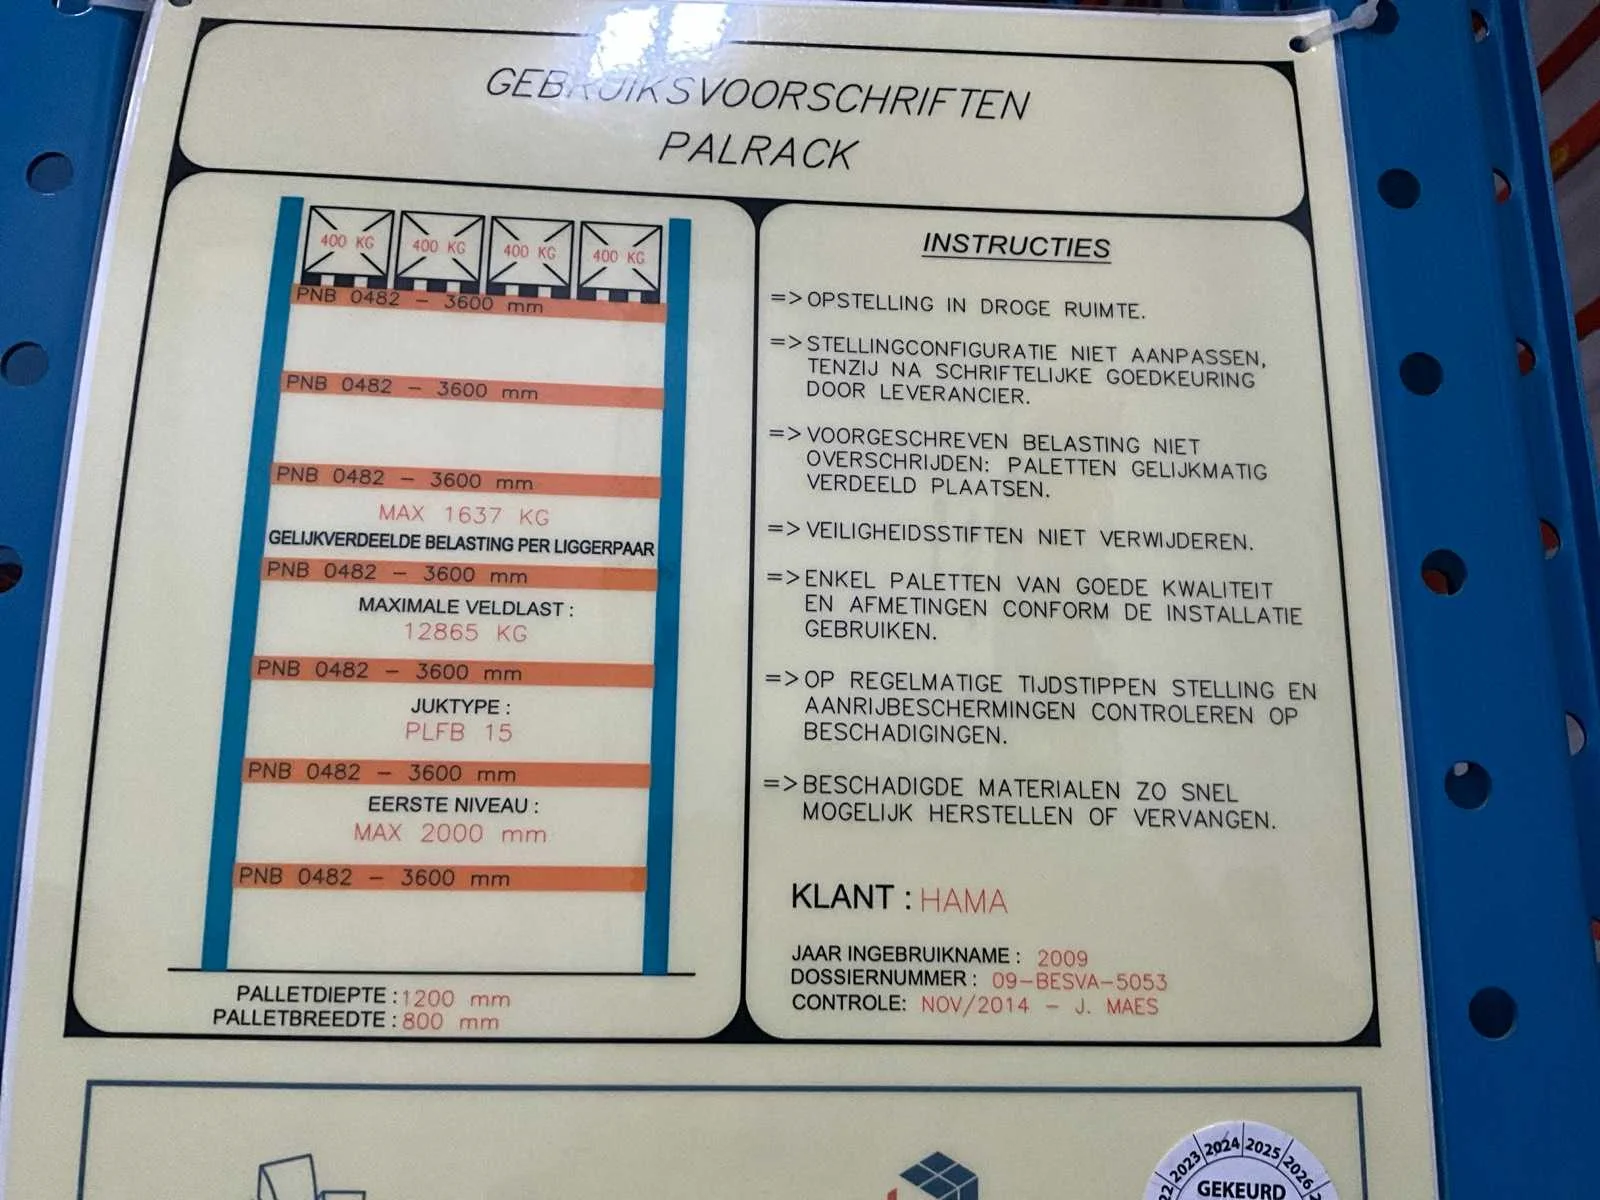 GEBRUIKSVOORSCHRIFTEN
PALRACK
400 KG 400 KG 400 KG 400 KG
PNB 0482 - 3600 mm
PNB 0482 - 3600 mm
PNB 0482 - 3600 mm
MAX 1637 KG
GELIJKVERDEELDE BELASTING PER LIGGERPAAR
PNB 0482 - 3600 mm
MAXIMALE VELDLAST :
12865 KG
PNB 0482 - 3600 mm
JUKTYPE :
PLFB 15
PNB 0482 - 3600 mm
EERSTE NIVEAU :
MAX 2000 mm
PNB 0482 - 3600 mm
PALLETDIEPTE : 1200 mm
PALLETBREEDTE : 800 mm
INSTRUCTIES
=> OPSTELLING IN DROGE RUIMTE.
=> STELLINGCONFIGURATIE NIET AANPASSEN,
TENZIJ NA SCHRIFTELIJKE GOEDKEURING
DOOR LEVERANCIER.
=> VOORGESCHREVEN BELASTING NIET
OVERSCHRIJDEN: PALETTEN GELIJKMATIG
VERDEELD PLAATSEN.
=> VEILIGHEIDSSTIFTEN NIET VERWIJDEREN.
=> ENKEL PALETTEN VAN GOEDE KWALITEIT
EN AFMETINGEN CONFORM DE INSTALLATIE
GEBRUIKEN.
=> OP REGELMATIGE TIJDSTIPPEN STELLING EN
AANRIJBESCHERMINGEN CONTROLEREN OP
BESCHADIGINGEN.
=> BESCHADIGDE MATERIALEN ZO SNEL
MOGELIJK HERSTELLEN OF VERVANGEN.
KLANT : HAMA
JAAR INGEBRUIKNAME : 2009
DOSSIERNUMMER : 09-BESVA-5053
CONTROLE: NOV/2014 - J. MAES
2023 2024 2025 2026
GEKEURD